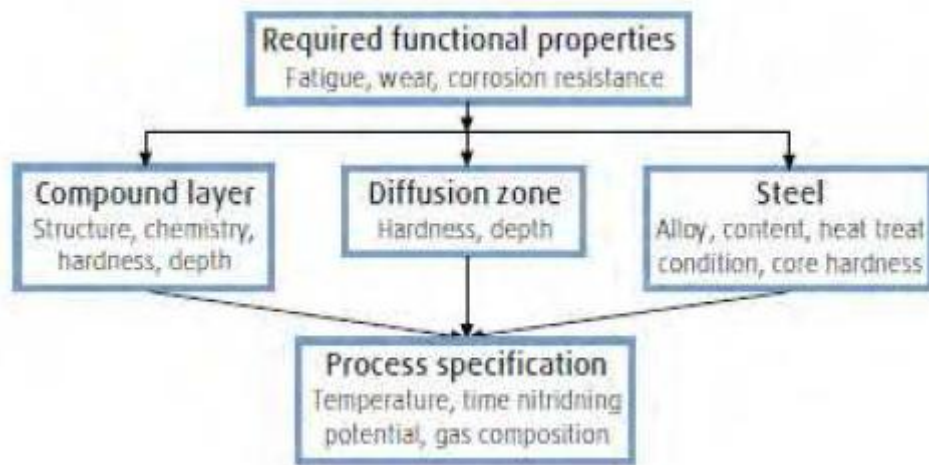 Required functional properties
Fatigue, wear, corrosion resistance
Compound layer
Structure, chemistry,
hardness, depth
Diffusion zone
Hardness, depth
Steel
Alloy, content, heat treat
condition, core hardness
Process specification
Temperature, time nitridning
potential, gas composition